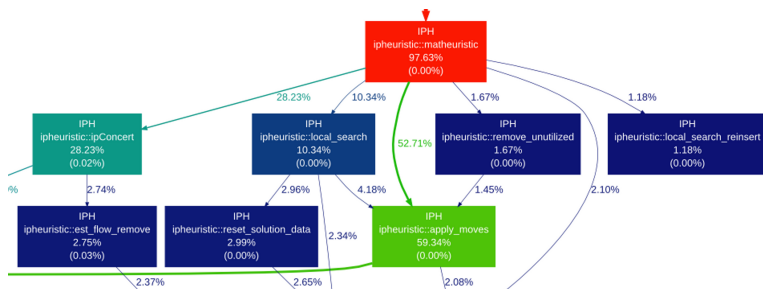 IPH
ipheuristic::matheuristic
97.63%
(0.00%)
28.23%
10.34%
1.67%
1.18%
IPH
ipheuristic::ipConcert
28.23%
(0.02%)
IPH
ipheuristic::local_search
10.34%
(0.00%)
52.71%
IPH
ipheuristic::remove_unutilized
1.67%
(0.00%)
IPH
ipheuristic::local_search_reinsert
1.18%
(0.00%)
2.74%
2.96%
4.18%
1.45%
2.10%
IPH
ipheuristic::est_flow_remove
2.75%
(0.03%)
IPH
ipheuristic::reset_solution_data
2.99%
(0.00%)
2.34%
IPH
ipheuristic::apply_moves
59.34%
(0.00%)
2.37%
2.65%
2.08%